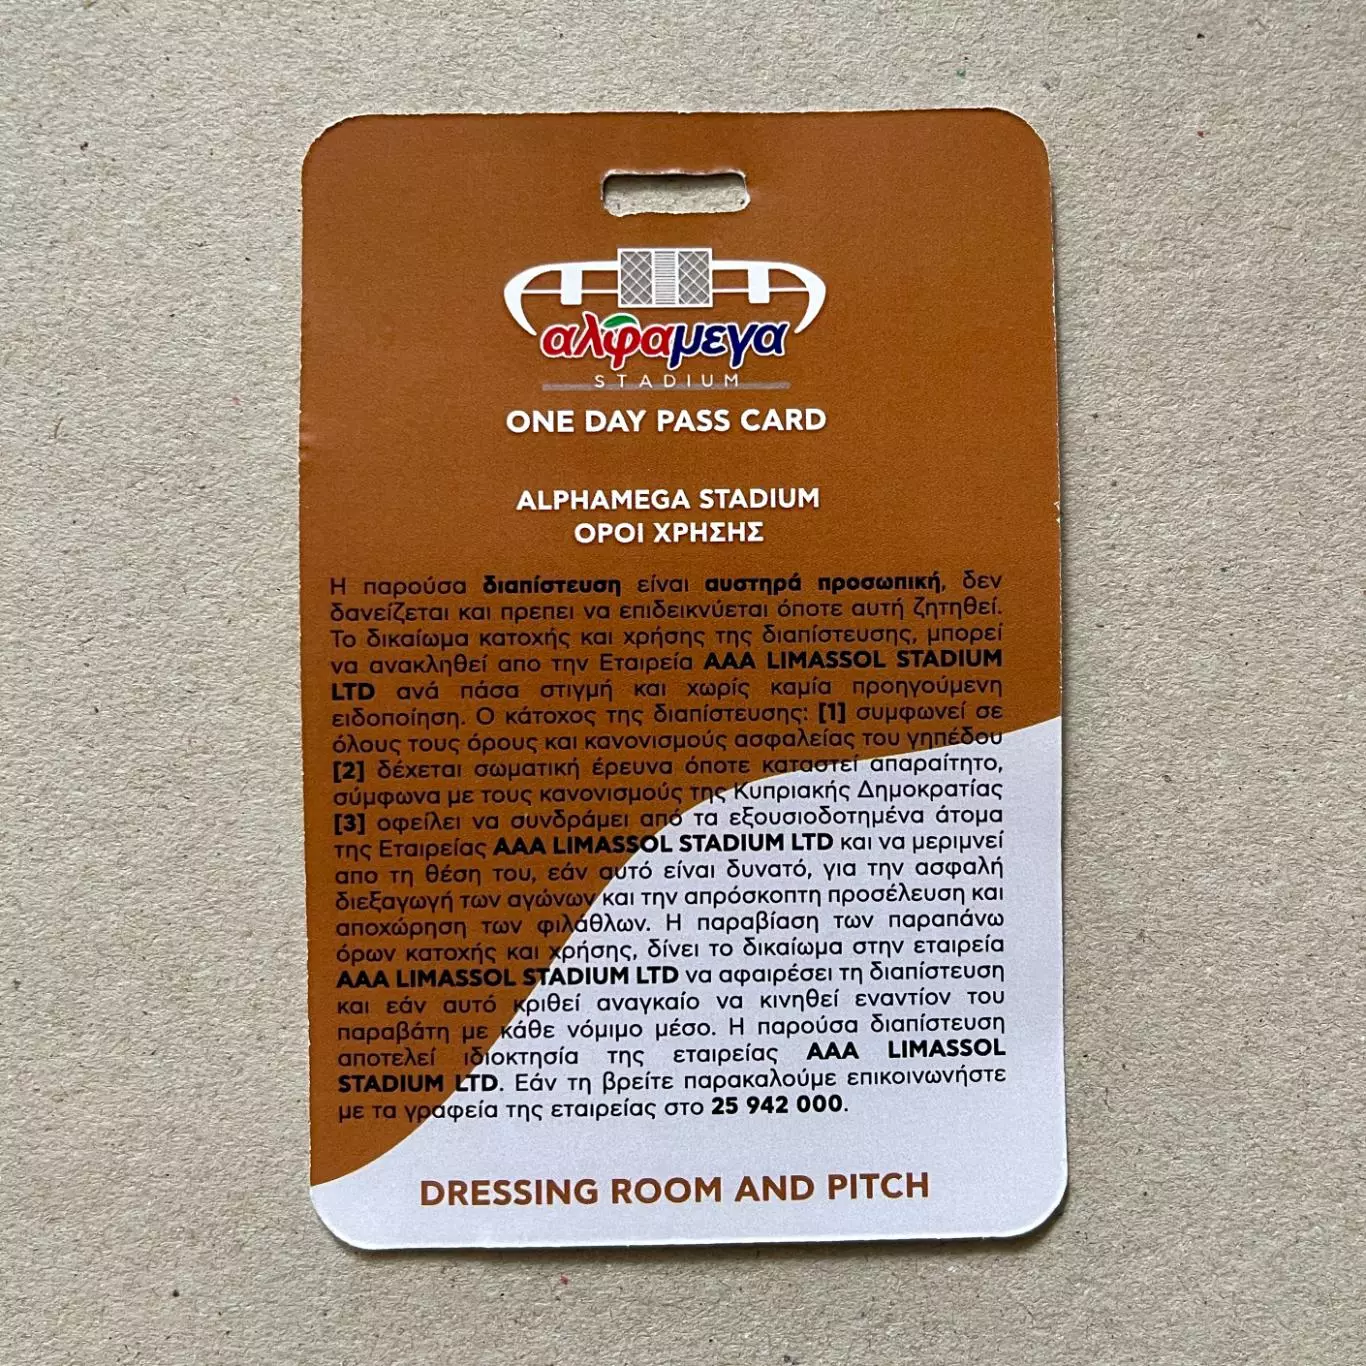 αλφαμεγα
STADIUM
ONE DAY PASS CARD
ALPHAMEGA STADIUM
ΟΡΟΙ ΧΡΗΣΗΣ
Η παρούσα διαπίστευση είναι αυστηρά προσωπική, δεν
δανείζεται και πρεπει να επιδεικνύεται όποτε αυτή ζητηθεί.
Το δικαίωμα κατοχής και χρήσης της διαπίστευσης, μπορεί
να ανακληθεί απο την Εταιρεία AAA LIMASSOL STADIUM
LTD ανά πάσα στιγμή και χωρίς καμία προηγούμενη
ειδοποίηση. Ο κάτοχος της διαπίστευσης: [1] συμφωνεί σε
όλους τους όρους και κανονισμούς ασφαλείας του γηπέδου
[2] δέχεται σωματική έρευνα όποτε καταστεί απαραίτητο,
σύμφωνα με τους κανονισμούς της Κυπριακής Δημοκρατίας
[3] οφείλει να συνδράμει από τα εξουσιοδοτημένα άτομα
της Εταιρείας AAA LIMASSOL STADIUM LTD και να μεριμνεί
απο τη θέση του, εάν αυτό είναι δυνατό, για την ασφαλή
διεξαγωγή των αγώνων και την απρόσκοπτη προσέλευση και
αποχώρηση των φιλάθλων. Η παραβίαση των παραπάνω
όρων κατοχής και χρήσης, δίνει το δικαίωμα στην εταιρεία
AAA LIMASSOL STADIUM LTD να αφαιρέσει τη διαπίστευση
και εάν αυτό κριθεί αναγκαίο να κινηθεί εναντίον του
παραβάτη με κάθε νόμιμο μέσο. Η παρούσα διαπίστευση
αποτελεί ιδιοκτησία της εταιρείας AAA LIMASSOL
STADIUM LTD. Εάν τη βρείτε παρακαλούμε επικοινωνήστε
με τα γραφεία της εταιρείας στο 25 942 000.
DRESSING ROOM AND PITCH